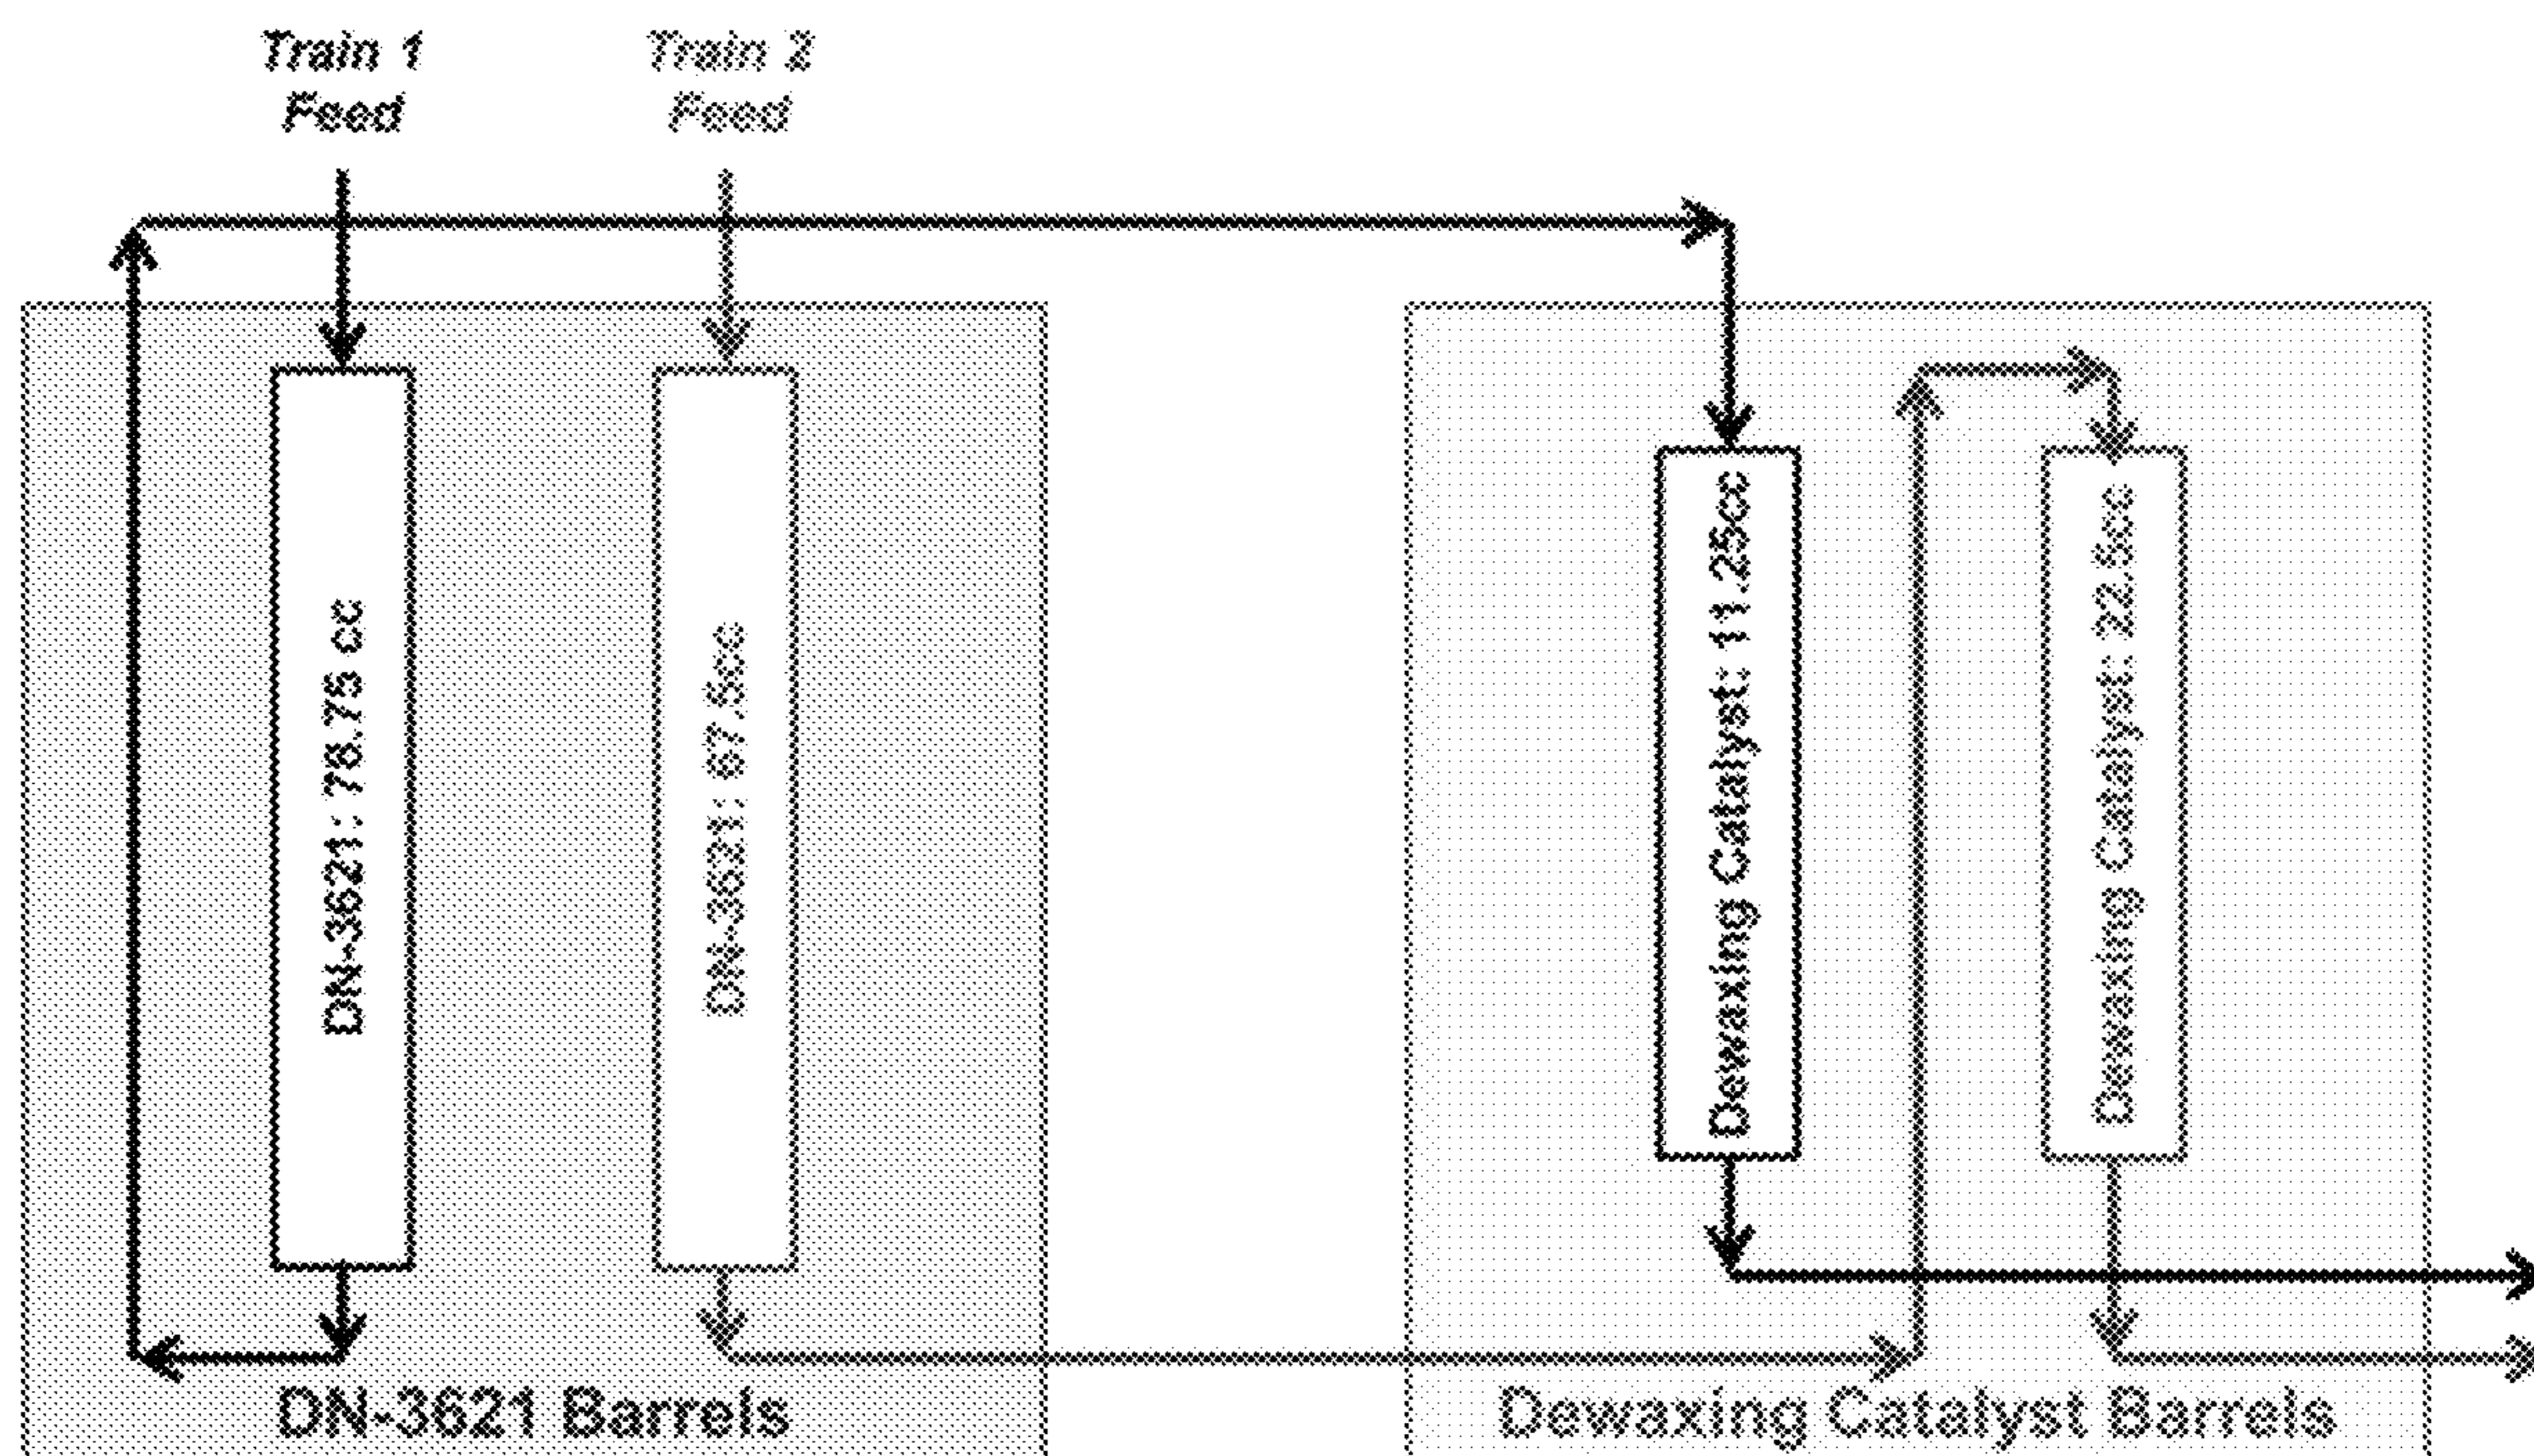 Train 1
Feed
Train 2
Feed
DN-3621: 78.75 cc
DN-3621: 67.5cc
Dewaxing Catalyst: 11.25cc
Dewaxing Catalyst: 22.5cc
DN-3621 Barrels
Dewaxing Catalyst Barrels